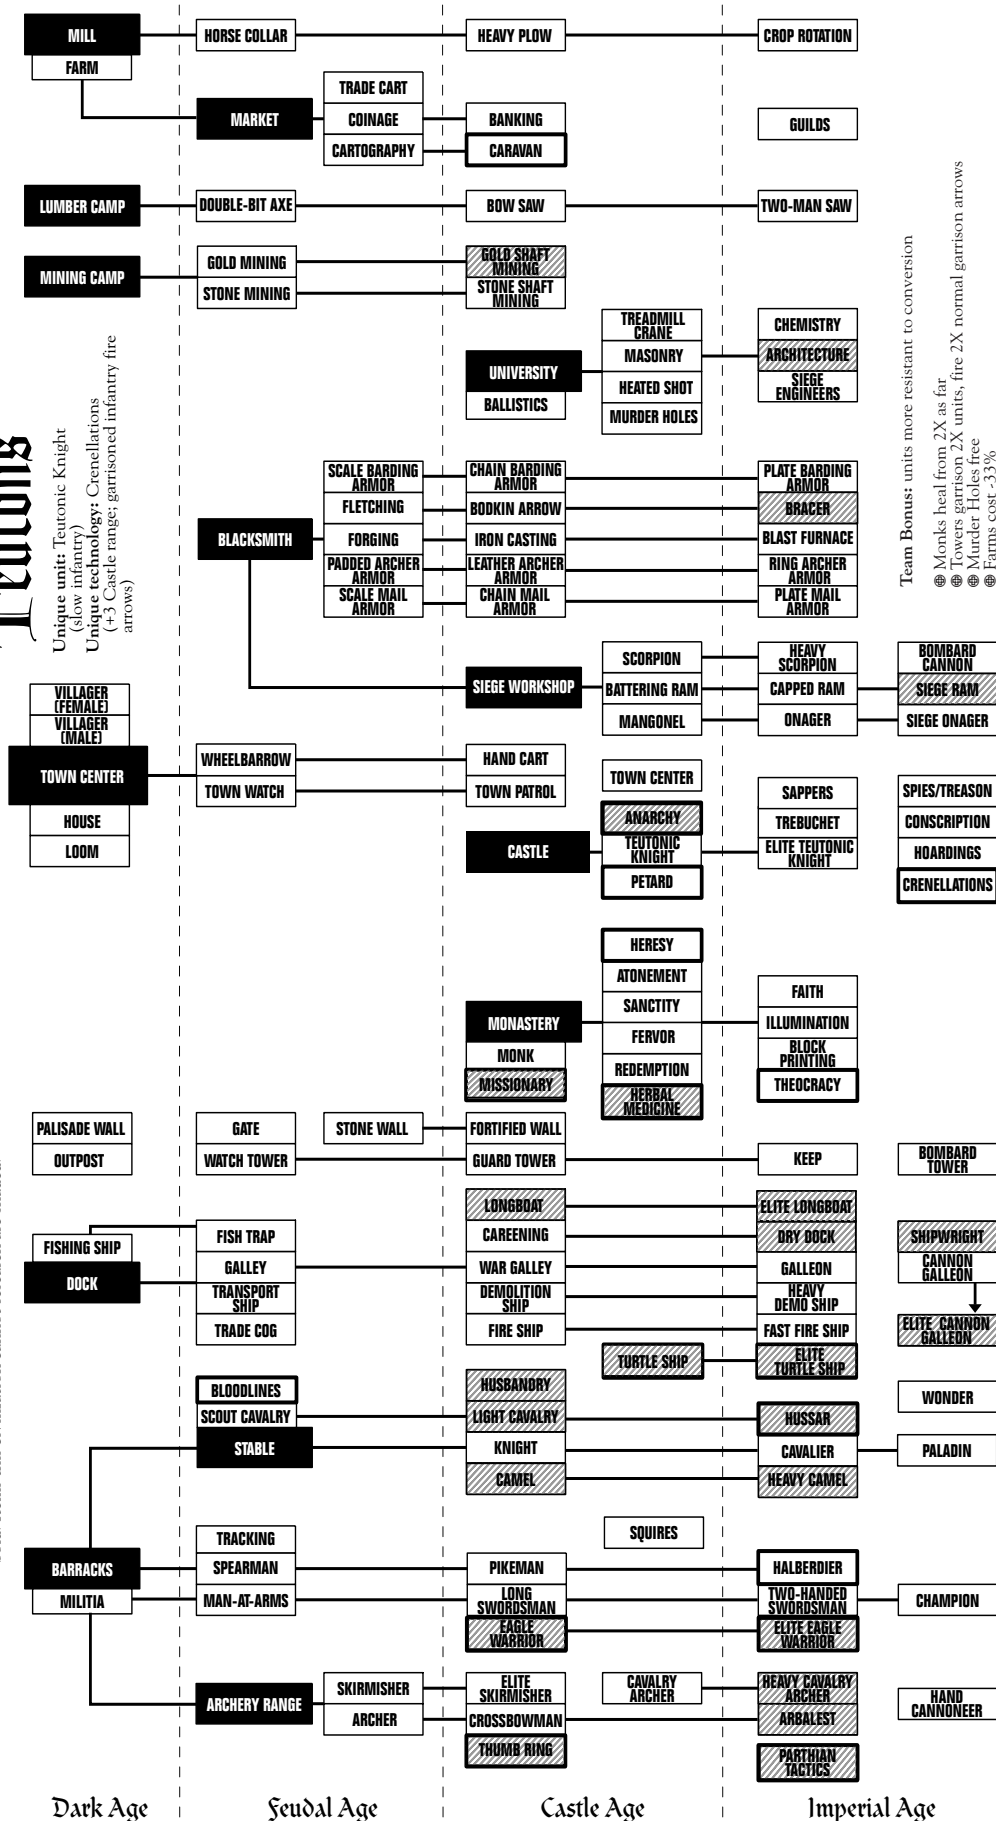 MILL
FARM
HORSE COLLAR
HEAVY PLOW
CROP ROTATION
MARKET
TRADE CART
COINAGE
CARTOGRAPHY
BANKING
CARAVAN
GUILDS
LUMBER CAMP
DOUBLE-BIT AXE
BOW SAW
TWO-MAN SAW
MINING CAMP
GOLD MINING
STONE MINING
GOLD SHAFT
MINING
STONE SHAFT
MINING
UNIVERSITY
BALLISTICS
TREADMILL
CRANE
MASONRY
HEATED SHOT
MURDER HOLES
CHEMISTRY
ARCHITECTURE
SIEGE
ENGINEERS
Teutons
Unique unit: Teutonic Knight
(slow infantry)
Unique technology: Crenellations
(+3 Castle range; garrisoned infantry fire
arrows)
Team Bonus: units more resistant to conversion
Monks heal from 2X as far
Towers garrison 2X units, fire 2X normal garrison arrows
Murder Holes free
Farms cost -33%
BLACKSMITH
SCALE BARDING
ARMOR
FLETCHING
FORGING
PADDED ARCHER
ARMOR
SCALE MAIL
ARMOR
CHAIN BARDING
ARMOR
BODKIN ARROW
IRON CASTING
LEATHER ARCHER
ARMOR
CHAIN MAIL
ARMOR
PLATE BARDING
ARMOR
BRACER
BLAST FURNACE
RING ARCHER
ARMOR
PLATE MAIL
ARMOR
SIEGE WORKSHOP
SCORPION
BATTERING RAM
MANGONEL
HEAVY
SCORPION
CAPPED RAM
ONAGER
BOMBARD
CANNON
SIEGE RAM
SIEGE ONAGER
VILLAGER
(FEMALE)
VILLAGER
(MALE)
TOWN CENTER
HOUSE
LOOM
WHEELBARROW
TOWN WATCH
HAND CART
TOWN PATROL
TOWN CENTER
CASTLE
ANARCHY
TEUTONIC
KNIGHT
PETARD
SAPPERS
TREBUCHET
ELITE TEUTONIC
KNIGHT
SPIES/TREASON
CONSCRIPTION
HOARDINGS
CRENELLATIONS
MONASTERY
MONK
MISSIONARY
HERESY
ATONEMENT
SANCTITY
FERVOR
REDEMPTION
HERBAL
MEDICINE
FAITH
ILLUMINATION
BLOCK
PRINTING
THEOCRACY
PALISADE WALL
OUTPOST
GATE
WATCH TOWER
STONE WALL
FORTIFIED WALL
GUARD TOWER
KEEP
BOMBARD
TOWER
FISHING SHIP
DOCK
FISH TRAP
GALLEY
TRANSPORT
SHIP
TRADE COG
LONGBOAT
CAREENING
WAR GALLEY
DEMOLITION
SHIP
FIRE SHIP
TURTLE SHIP
ELITE LONGBOAT
DRY DOCK
GALLEON
HEAVY
DEMO SHIP
FAST FIRE SHIP
ELITE
TURTLE SHIP
SHIPWRIGHT
CANNON
GALLEON
ELITE CANNON
GALLEON
BLOODLINES
SCOUT CAVALRY
STABLE
HUSBANDRY
LIGHT CAVALRY
KNIGHT
CAMEL
HUSSAR
CAVALIER
HEAVY CAMEL
WONDER
PALADIN
BARRACKS
MILITIA
TRACKING
SPEARMAN
MAN-AT-ARMS
SQUIRES
PIKEMAN
LONG
SWORDSMAN
EAGLE
WARRIOR
HALBERDIER
TWO-HANDED
SWORDSMAN
ELITE EAGLE
WARRIOR
CHAMPION
ARCHERY RANGE
SKIRMISHER
ARCHER
ELITE
SKIRMISHER
CROSSBOWMAN
THUMB RING
CAVALRY
ARCHER
HEAVY CAVALRY
ARCHER
ARBALEST
PARTHIAN
TACTICS
HAND
CANNONEER
Dark Age
Feudal Age
Castle Age
Imperial Age